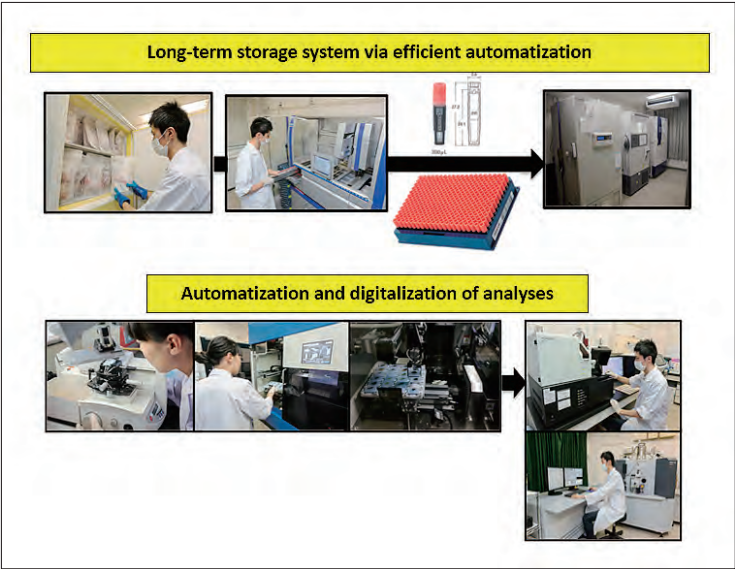 Long-term storage system via efficient automatization
Automatization and digitalization of analyses